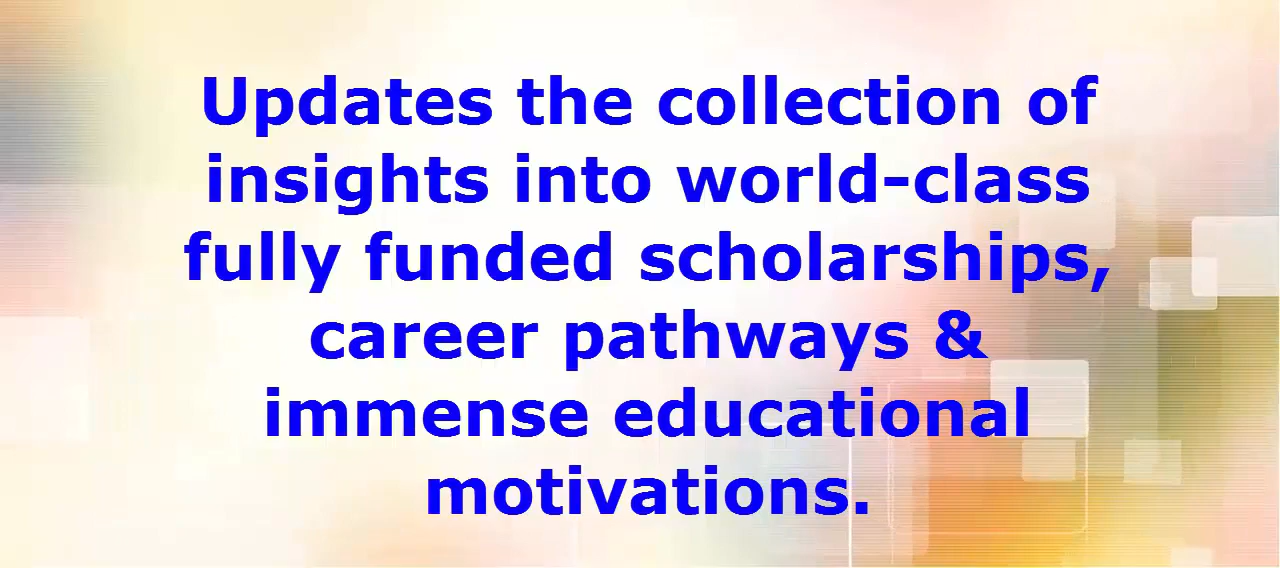 Updates the collection of
insights into world-class
fully funded scholarships,
career pathways &
immense educational
motivations.